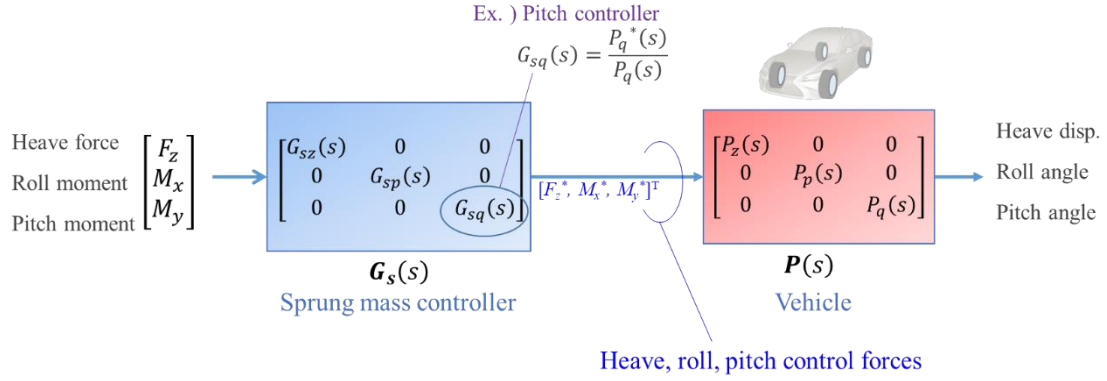 Ex. ) Pitch controller
G_sq(s) = P_q*(s) / P_q(s)
Heave force
Roll moment
Pitch moment
[F_z
M_x
M_y]
[G_sz(s) 0 0
0 G_sp(s) 0
0 0 G_sq(s)]
[F_z*, M_x*, M_y*]^T
[P_z(s) 0 0
0 P_p(s) 0
0 0 P_q(s)]
Heave disp.
Roll angle
Pitch angle
G_s(s)
Sprung mass controller
P(s)
Vehicle
Heave, roll, pitch control forces